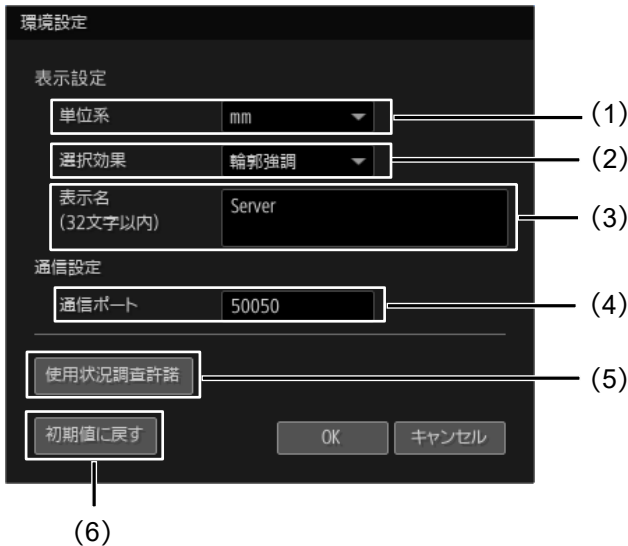 環境設定
表示設定
単位系 mm (1)
選択効果 輪郭強調 (2)
表示名 Server (3)
(32文字以内)
通信設定
通信ポート 50050 (4)
使用状況調査許諾 (5)
初期値に戻す OK キャンセル
(6)